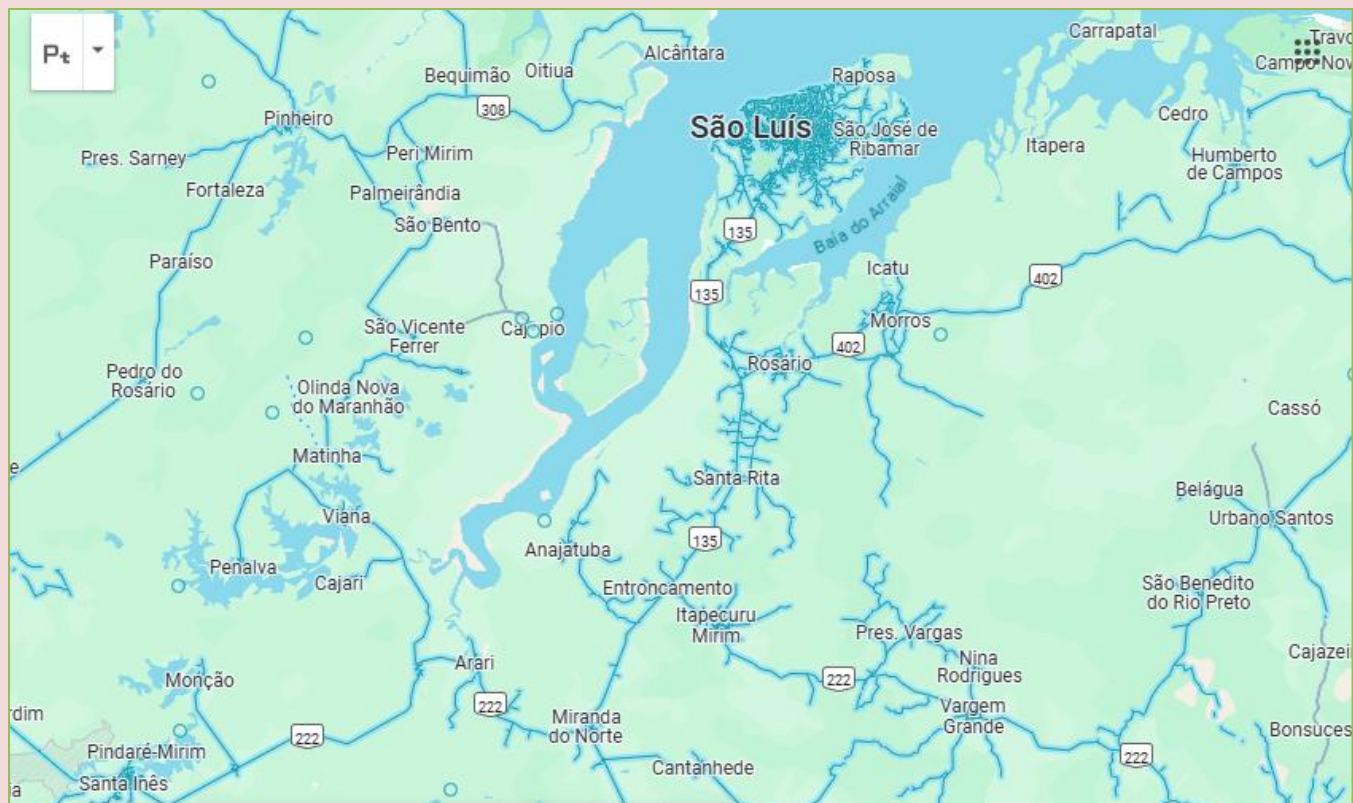 Pt
Alcântara
Carrapatal
Travo
Campo Nov
Bequimão
Oitiua
Raposa
308
Pinheiro
São Luís
São José de
Ribamar
Cedro
Pres. Sarney
Peri Mirim
Itapera
Humberto
de Campos
Fortaleza
Palmeirândia
São Bento
135
Baía do Arraial
Paraíso
Icatu
402
135
São Vicente
Ferrer
Morros
402
Rosário
Pedro do
Rosário
Olinda Nova
do Maranhão
Cassó
Matinha
e
Santa Rita
Belágua
Urbano Santos
Viana
135
Anajatuba
Penalva
Cajari
Entroncamento
São Benedito
do Rio Preto
Itapecuru
Mirim
Pres. Vargas
Arari
Nina
Rodrigues
Cajazei
Monção
222
222
Vargem
Grande
rdim
Miranda
do Norte
222
Bonsuces
Pindaré-Mirim
222
Cantanhede
Santa Inês
ia